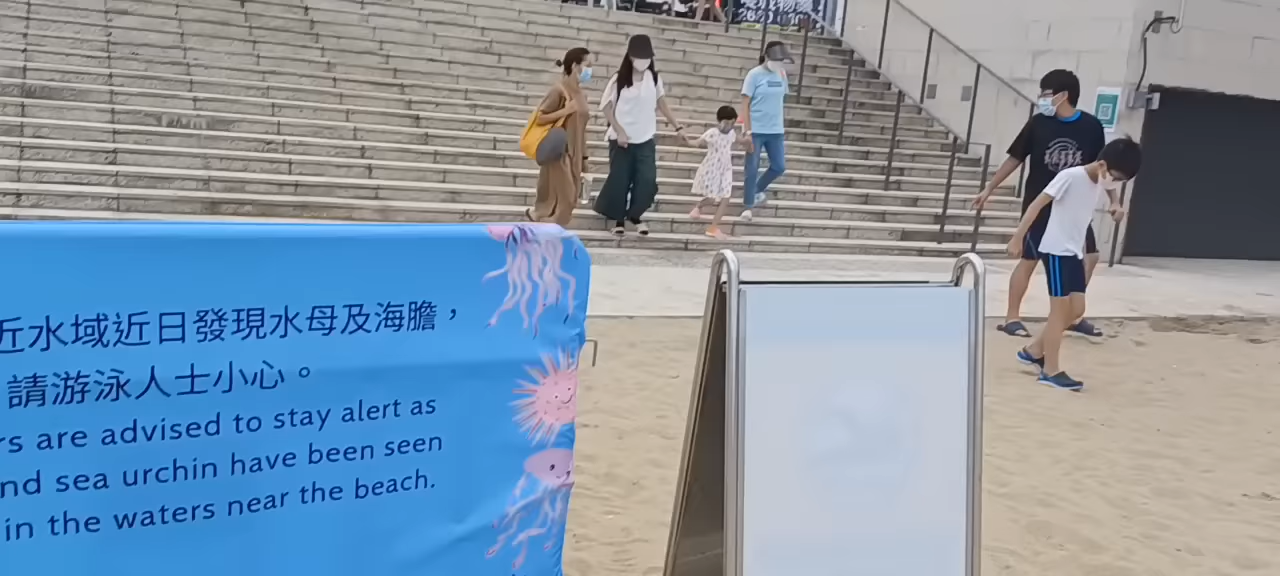 近水域近日發現水母及海膽，
請游泳人士小心。
rs are advised to stay alert as
nd sea urchin have been seen
in the waters near the beach.